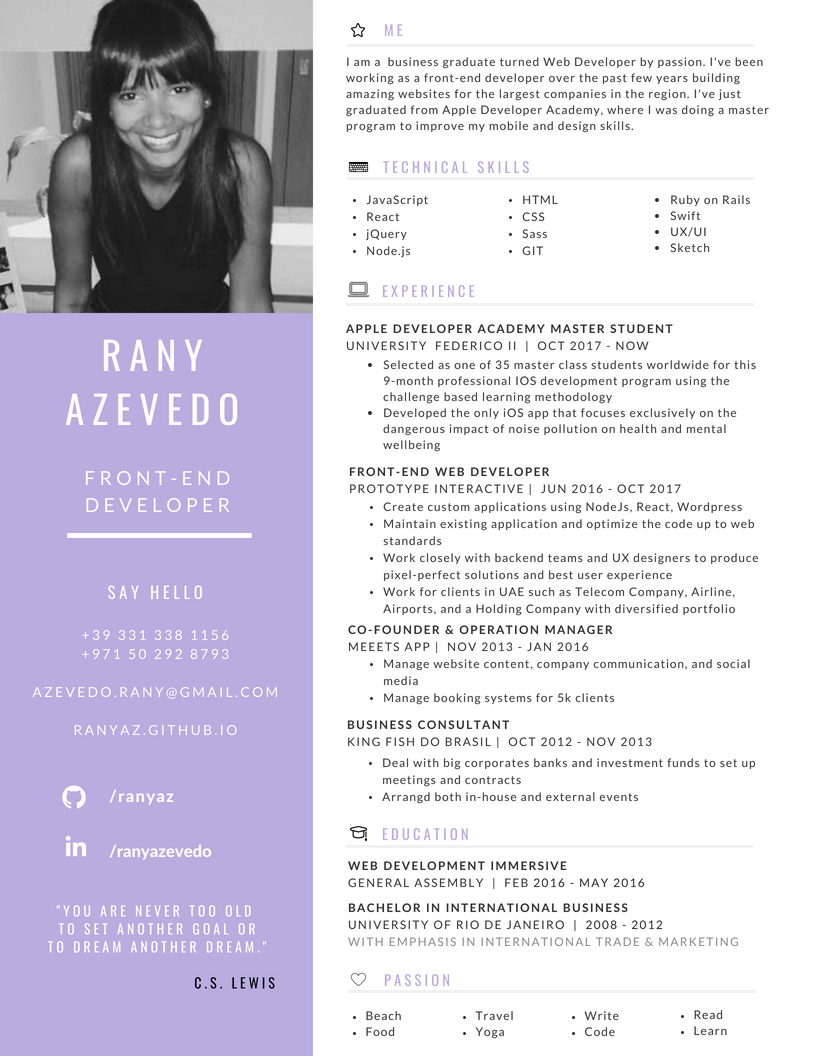 RANY
AZEVEDO
FRONT-END
DEVELOPER
SAY HELLO
+39 331 338 1156
+971 50 292 8793
AZEVEDO.RANY@GMAIL.COM
RANYAZ.GITHUB.IO
/ranyaz
in /ranyazevedo
"YOU ARE NEVER TOO OLD
TO SET ANOTHER GOAL OR
TO DREAM ANOTHER DREAM."
C.S. LEWIS
ME
I am a business graduate turned Web Developer by passion. I've been
working as a front-end developer over the past few years building
amazing websites for the largest companies in the region. I've just
graduated from Apple Developer Academy, where I was doing a master
program to improve my mobile and design skills.
TECHNICAL SKILLS
• JavaScript
• React
• jQuery
• Node.js
• HTML
• CSS
• Sass
• GIT
• Ruby on Rails
• Swift
• UX/UI
• Sketch
EXPERIENCE
APPLE DEVELOPER ACADEMY MASTER STUDENT
UNIVERSITY FEDERICO II | OCT 2017 - NOW
• Selected as one of 35 master class students worldwide for this
9-month professional IOS development program using the
challenge based learning methodology
• Developed the only iOS app that focuses exclusively on the
dangerous impact of noise pollution on health and mental
wellbeing
FRONT-END WEB DEVELOPER
PROTOTYPE INTERACTIVE | JUN 2016 - OCT 2017
• Create custom applications using NodeJs, React, Wordpress
• Maintain existing application and optimize the code up to web
standards
• Work closely with backend teams and UX designers to produce
pixel-perfect solutions and best user experience
• Work for clients in UAE such as Telecom Company, Airline,
Airports, and a Holding Company with diversified portfolio
CO-FOUNDER & OPERATION MANAGER
MEEETS APP | NOV 2013 - JAN 2016
• Manage website content, company communication, and social
media
• Manage booking systems for 5k clients
BUSINESS CONSULTANT
KING FISH DO BRASIL | OCT 2012 - NOV 2013
• Deal with big corporates banks and investment funds to set up
meetings and contracts
• Arrangd both in-house and external events
EDUCATION
WEB DEVELOPMENT IMMERSIVE
GENERAL ASSEMBLY | FEB 2016 - MAY 2016
BACHELOR IN INTERNATIONAL BUSINESS
UNIVERSITY OF RIO DE JANEIRO | 2008 - 2012
WITH EMPHASIS IN INTERNATIONAL TRADE & MARKETING
PASSION
• Beach
• Food
• Travel
• Yoga
• Write
• Code
• Read
• Learn